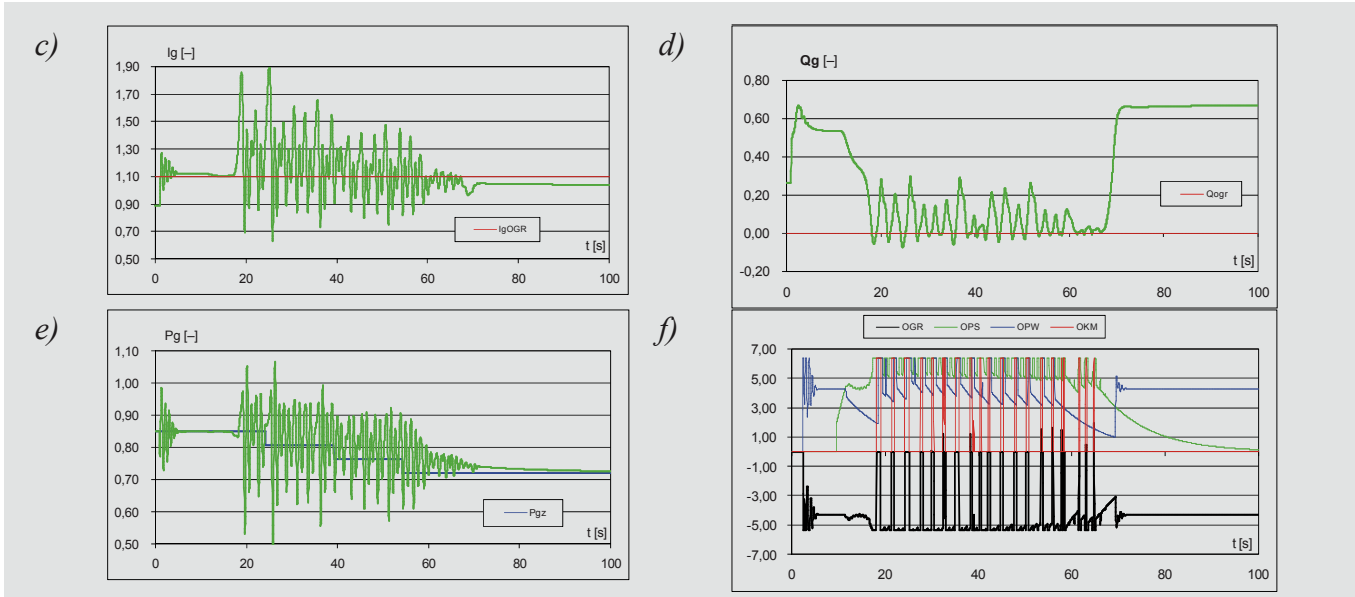 c)
Ig [–]
1,90
1,70
1,50
1,30
1,10
0,90
0,70
0,50
IgOGR
t [s]
0 20 40 60 80 100
d)
Qg [–]
0,80
0,60
0,40
0,20
0,00
-0,20
Qogr
t [s]
0 20 40 60 80 100
e)
Pg [–]
1,10
1,00
0,90
0,80
0,70
0,60
0,50
Pgz
t [s]
0 20 40 60 80 100
f)
OGR OPS OPW OKM
7,00
5,00
3,00
1,00
-1,00
-3,00
-5,00
-7,00
t [s]
0 20 40 60 80 100